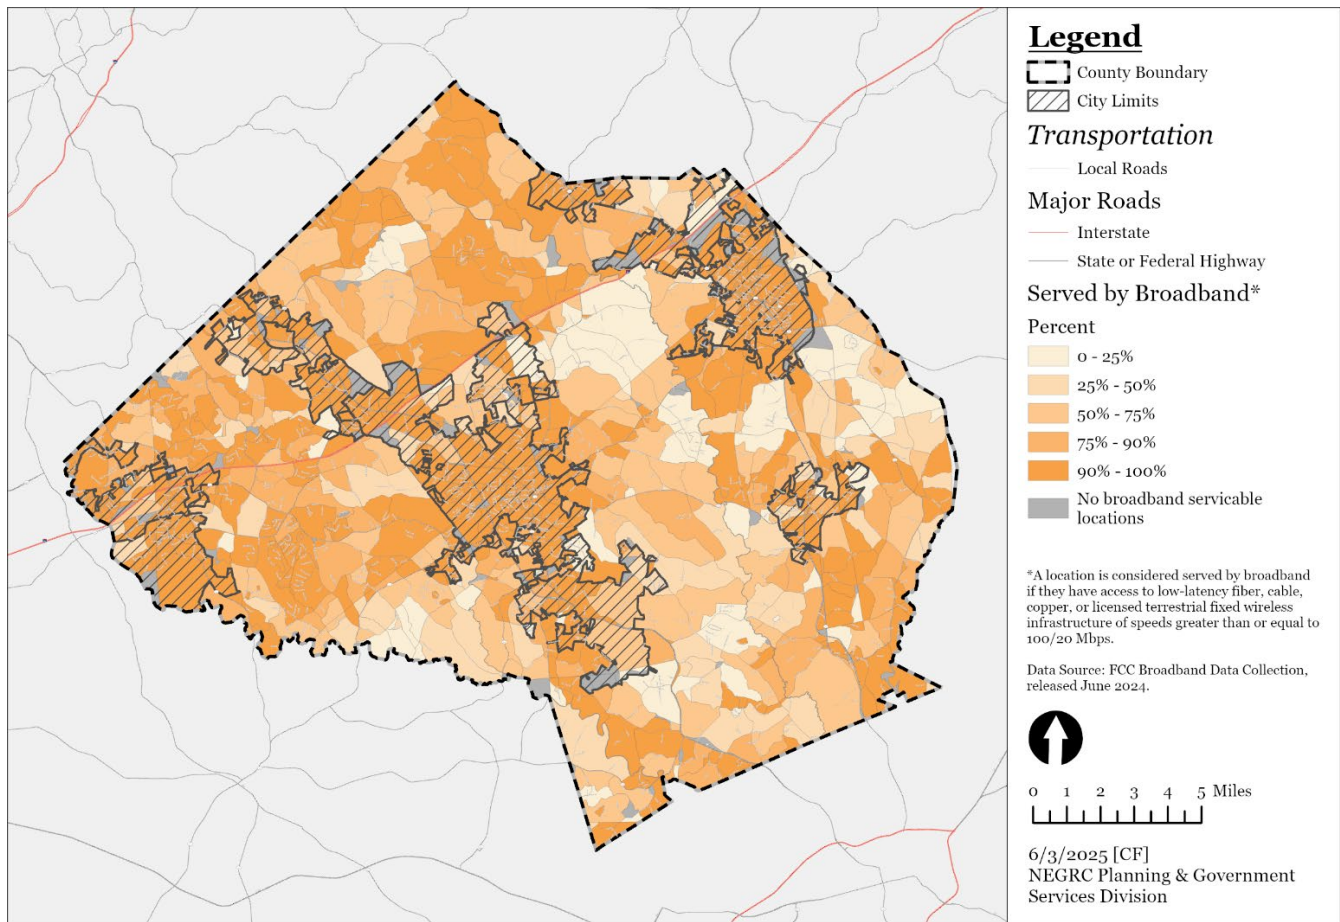 Legend
County Boundary
City Limits
Transportation
Local Roads
Major Roads
Interstate
State or Federal Highway
Served by Broadband*
Percent
0 - 25%
25% - 50%
50% - 75%
75% - 90%
90% - 100%
No broadband servicable
locations
*A location is considered served by broadband
if they have access to low-latency fiber, cable,
copper, or licensed terrestrial fixed wireless
infrastructure of speeds greater than or equal to
100/20 Mbps.
Data Source: FCC Broadband Data Collection,
released June 2024.
0 1 2 3 4 5 Miles
6/3/2025 [CF]
NEGRC Planning & Government
Services Division